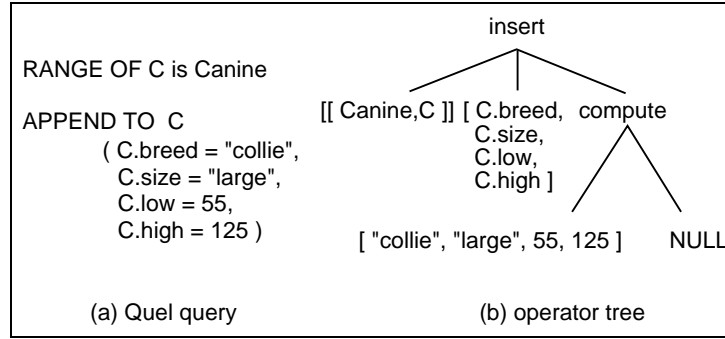 RANGE OF C is Canine
APPEND TO C
( C.breed = "collie",
C.size = "large",
C.low = 55,
C.high = 125 )
(a) Quel query
insert
[[ Canine,C ]] [ C.breed, compute
C.size,
C.low,
C.high ]
[ "collie", "large", 55, 125 ] NULL
(b) operator tree